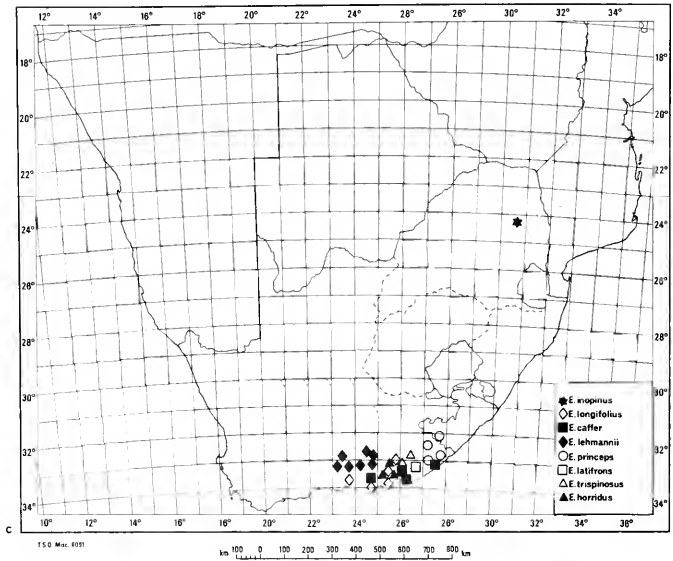 12° 14° 16° 18° 20° 22° 24° 26° 28° 30° 32° 34° 36°
18° 18°
20° 20°
22° 22°
24° 24°
26° 26°
28° 28°
30° 30°
32° 32°
34° 34°
E. inopinus
E. longifolius
E. caffer
E. lehmannii
E. princeps
E. latifrons
E. trispinosus
E. horridus
C
10° 12° 14° 16° 18° 20° 22° 24° 26° 28° 30° 32° 34° 36°
T S O Misc. 8051
km 100 0 100 200 300 400 500 600 700 800 km